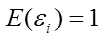 E(εᵢ) = 1